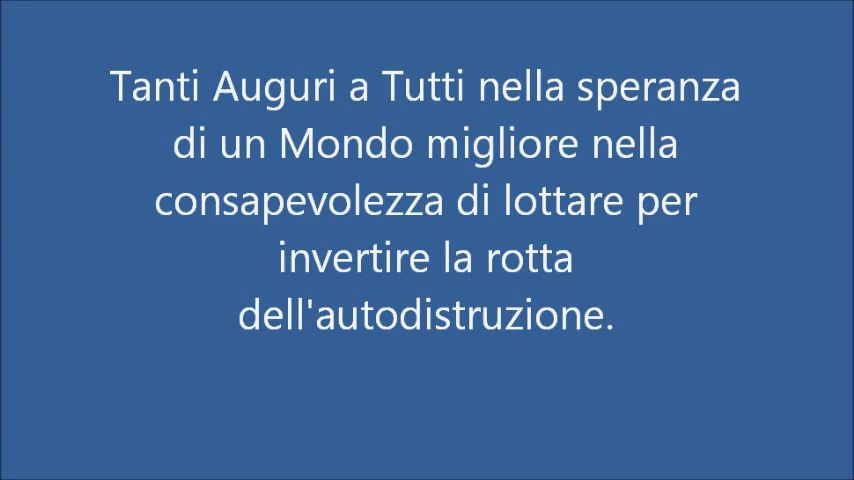 Tanti Auguri a Tutti nella speranza
di un Mondo migliore nella
consapevolezza di lottare per
invertire la rotta
dell'autodistruzione.